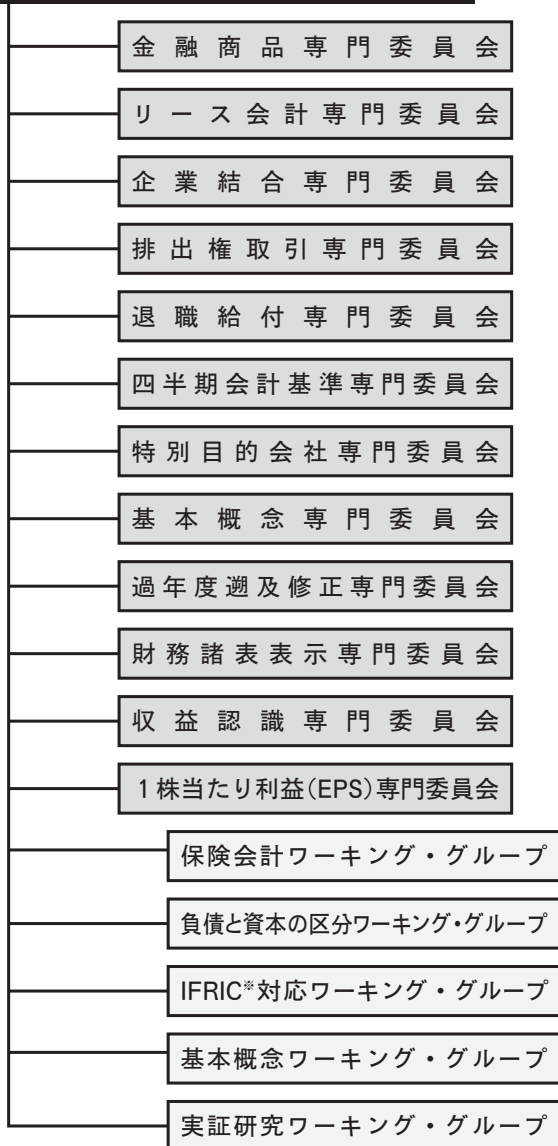 金融商品専門委員会
リース会計専門委員会
企業結合専門委員会
排出権取引専門委員会
退職給付専門委員会
四半期会計基準専門委員会
特別目的会社専門委員会
基本概念専門委員会
過年度遡及修正専門委員会
財務諸表表示専門委員会
収益認識専門委員会
1株当たり利益(EPS)専門委員会
保険会計ワーキング・グループ
負債と資本の区分ワーキング・グループ
IFRIC※対応ワーキング・グループ
基本概念ワーキング・グループ
実証研究ワーキング・グループ